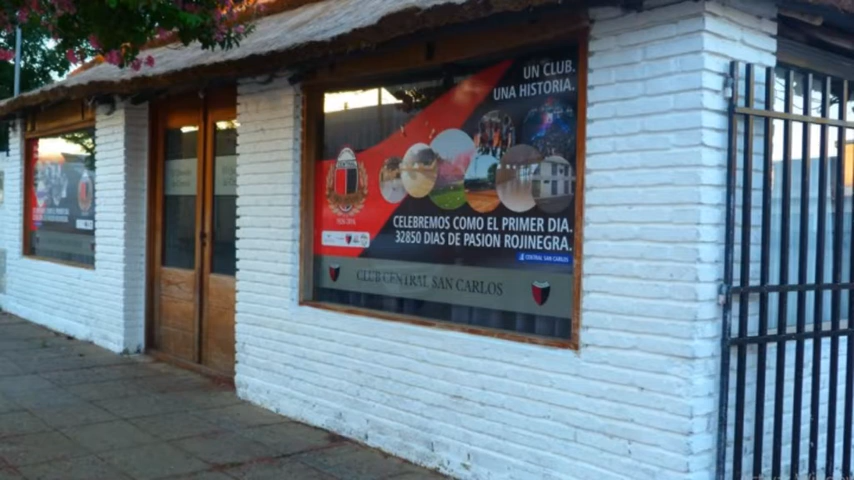 UN CLUB.
UNA HISTORIA.
CELEBREMOS COMO EL PRIMER DIA.
32850 DIAS DE PASION ROJINEGRA.
CENTRAL SAN CARLOS
CLUB CENTRAL SAN CARLOS